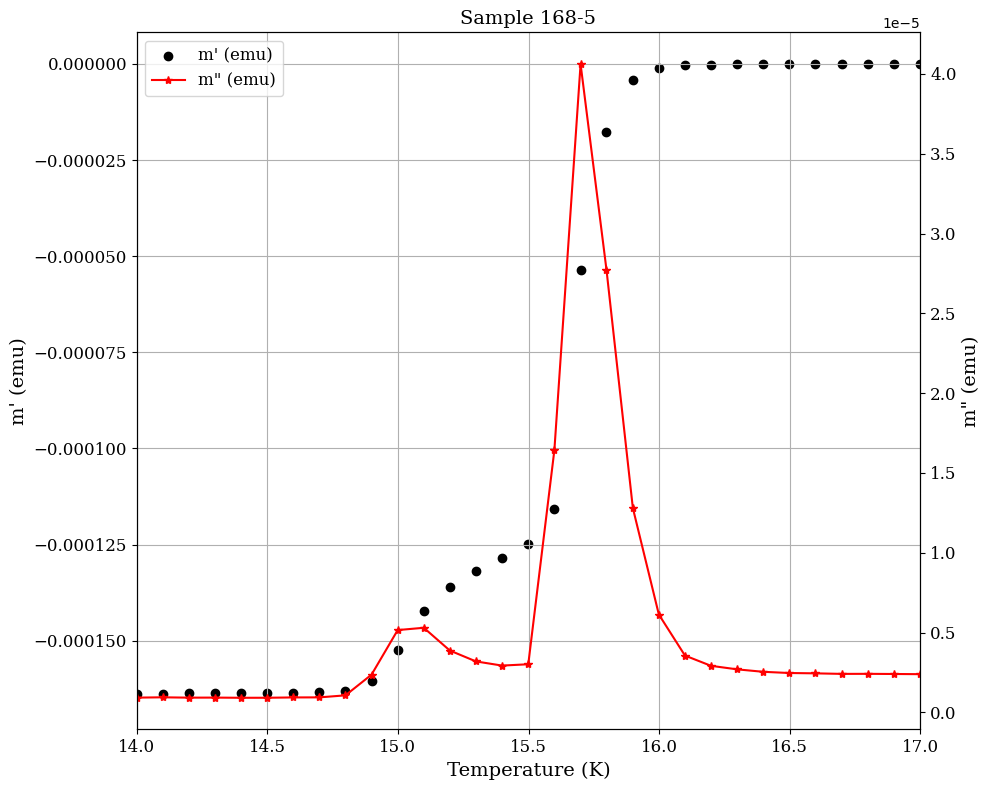 Sample 168-5
1e−5
m' (emu)
m" (emu)
0.000000
−0.000025
−0.000050
−0.000075
−0.000100
−0.000125
−0.000150
m' (emu)
4.0
3.5
3.0
2.5
2.0
1.5
1.0
0.5
0.0
m" (emu)
14.0 14.5 15.0 15.5 16.0 16.5 17.0
Temperature (K)